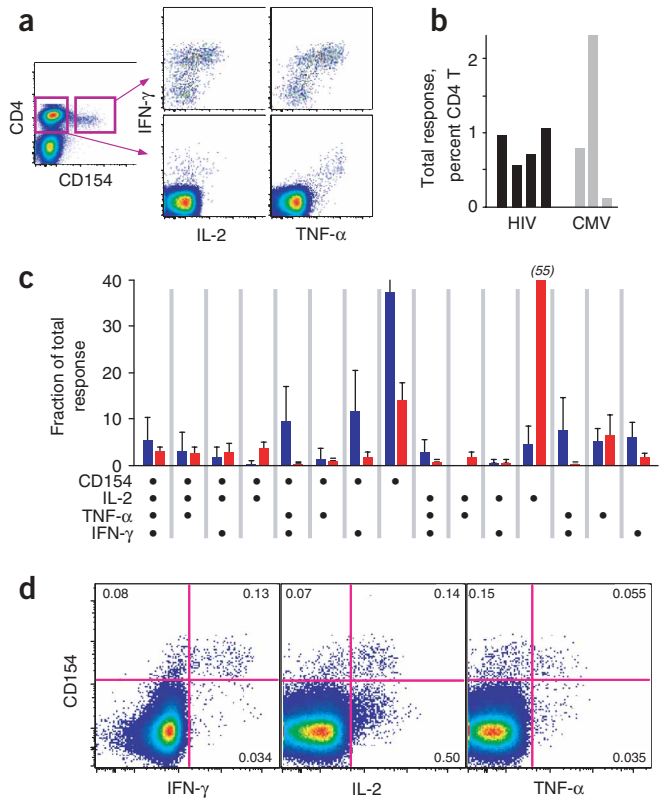 a
CD4
CD154
IFN-γ
IL-2
TNF-α
b
Total response,
percent CD4 T
2
1
0
HIV
CMV
c
Fraction of total
response
40
30
20
10
0
(55)
CD154
IL-2
TNF-α
IFN-γ
d
CD154
0.08
0.13
0.034
IFN-γ
0.07
0.14
0.50
IL-2
0.15
0.055
0.035
TNF-α